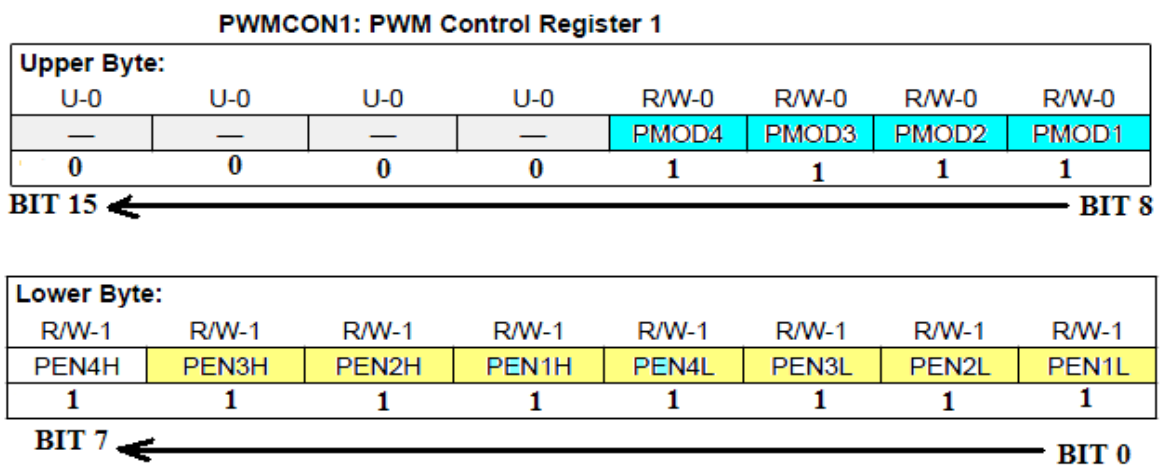 PWMCON1: PWM Control Register 1
Upper Byte:
U-0 U-0 U-0 U-0 R/W-0 R/W-0 R/W-0 R/W-0
— — — — PMOD4 PMOD3 PMOD2 PMOD1
0 0 0 0 1 1 1 1
BIT 15 BIT 8
Lower Byte:
R/W-1 R/W-1 R/W-1 R/W-1 R/W-1 R/W-1 R/W-1 R/W-1
PEN4H PEN3H PEN2H PEN1H PEN4L PEN3L PEN2L PEN1L
1 1 1 1 1 1 1 1
BIT 7 BIT 0